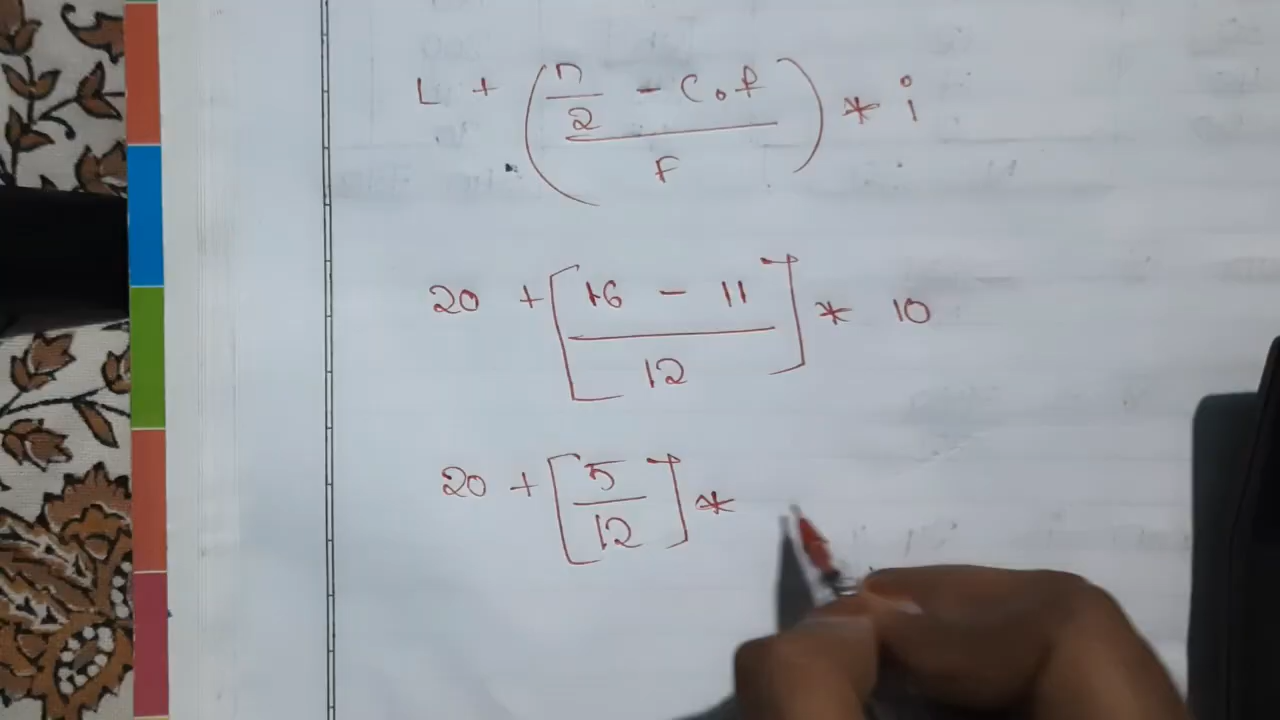 L + ( n/2 - C.F / F ) * i
20 + [ 16 - 11 / 12 ] * 10
20 + [ 5 / 12 ] *